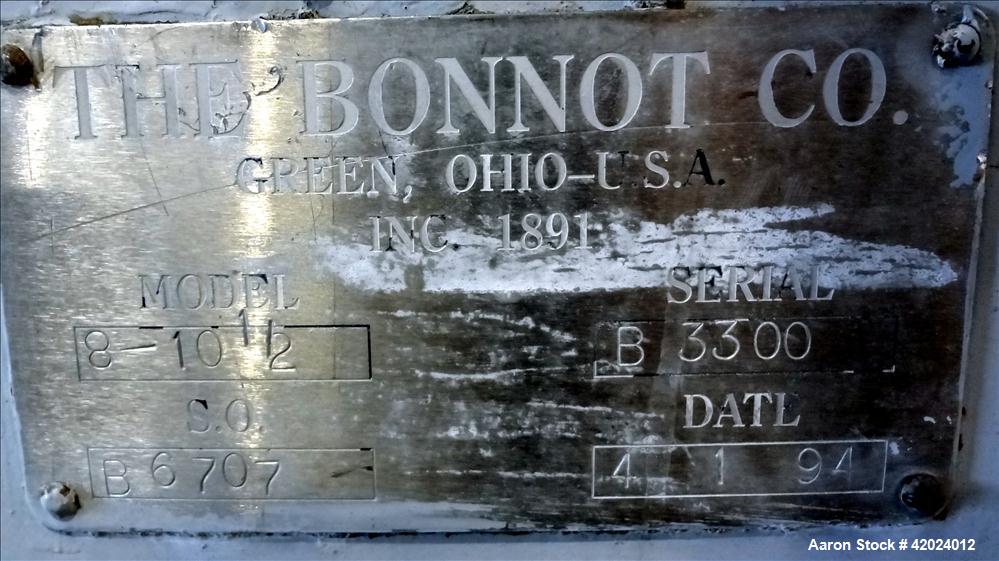 THE BONNOT CO.
GREEN, OHIO-U.S.A.
INC 1891
MODEL SERIAL
8-10 1/2 B 3300
S.O. DATE
B 6707 4 1 94
Aaron Stock # 42024012